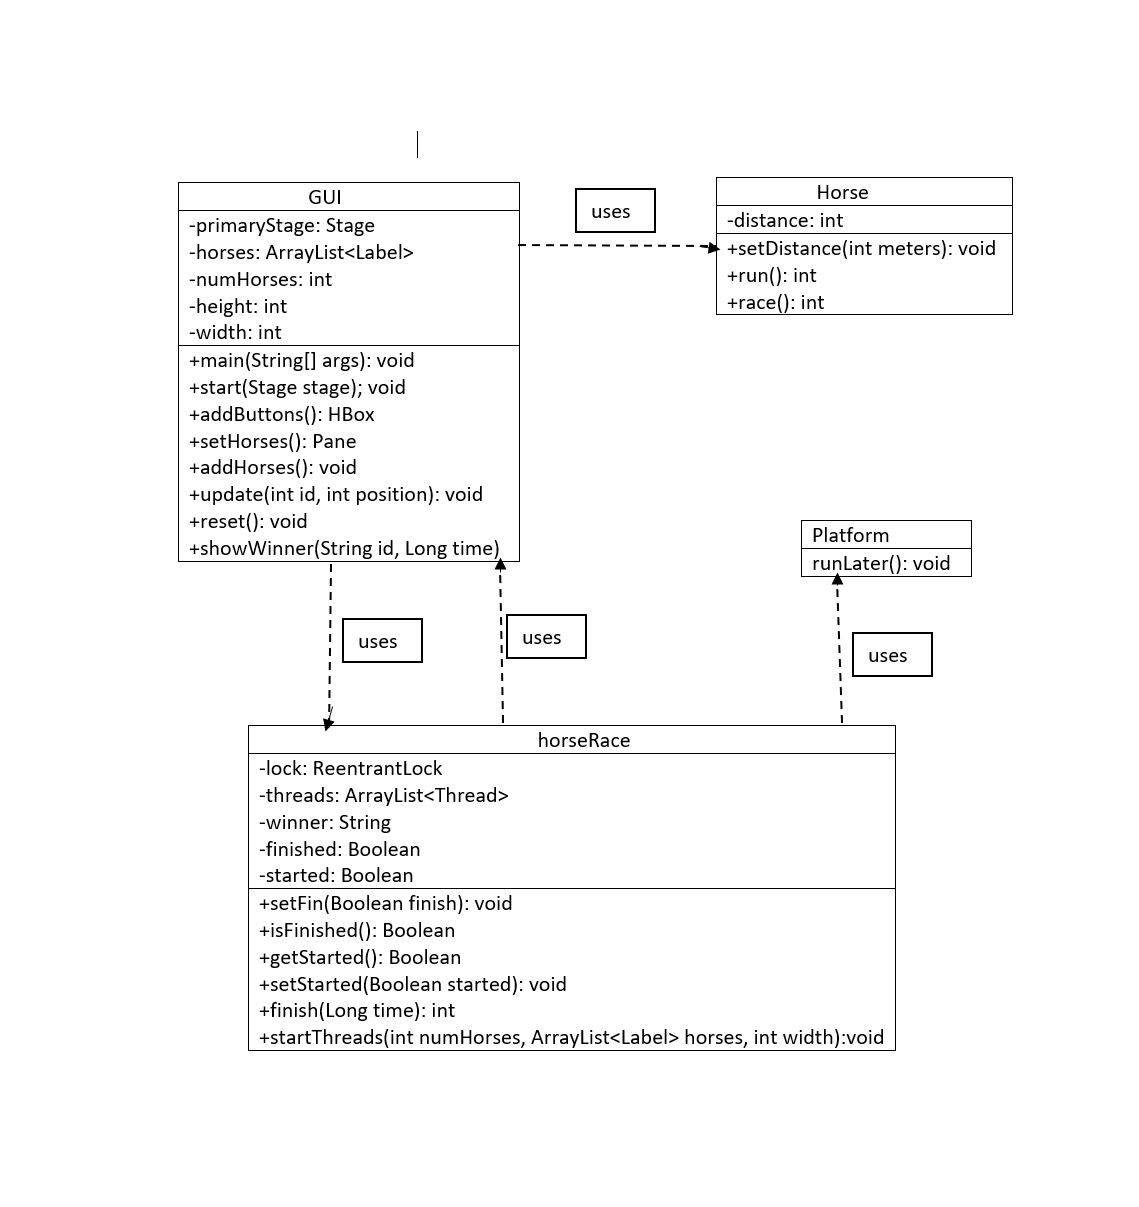 GUI
-primaryStage: Stage
-horses: ArrayList<Label>
-numHorses: int
-height: int
-width: int
+main(String[] args): void
+start(Stage stage); void
+addButtons(): HBox
+setHorses(): Pane
+addHorses(): void
+update(int id, int position): void
+reset(): void
+showWinner(String id, Long time)
uses
Horse
-distance: int
+setDistance(int meters): void
+run(): int
+race(): int
Platform
runLater(): void
uses
uses
uses
horseRace
-lock: ReentrantLock
-threads: ArrayList<Thread>
-winner: String
-finished: Boolean
-started: Boolean
+setFin(Boolean finish): void
+isFinished(): Boolean
+getStarted(): Boolean
+setStarted(Boolean started): void
+finish(Long time): int
+startThreads(int numHorses, ArrayList<Label> horses, int width):void